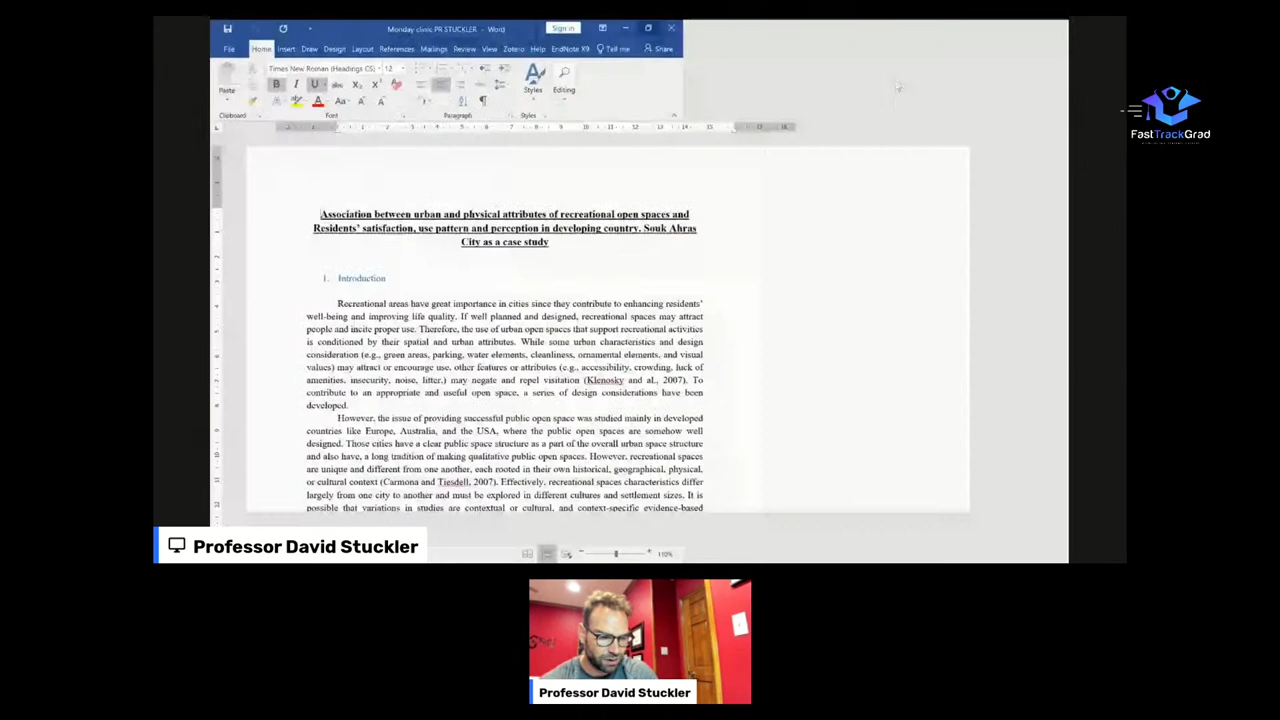 Monday clinic PR STUCKLER - Word
Sign in
File Home Insert Draw Design Layout References Mailings Review View Zotero Help EndNote X9 Tell me Share
Times New Roman (Headings CS) 12
Paste
B I U abc X₂ X²
A Aa A A
Styles Editing
Clipboard Font Paragraph Styles
FastTrackGrad
Association between urban and physical attributes of recreational open spaces and
Residents' satisfaction, use pattern and perception in developing country. Souk Ahras
City as a case study
1. Introduction
Recreational areas have great importance in cities since they contribute to enhancing residents'
well-being and improving life quality. If well planned and designed, recreational spaces may attract
people and incite proper use. Therefore, the use of urban open spaces that support recreational activities
is conditioned by their spatial and urban attributes. While some urban characteristics and design
consideration (e.g., green areas, parking, water elements, cleanliness, ornamental elements, and visual
values) may attract or encourage use, other features or attributes (e.g., accessibility, crowding, luck of
amenities, insecurity, noise, litter,) may negate and repel visitation (Klenosky and al., 2007). To
contribute to an appropriate and useful open space, a series of design considerations have been
developed.
However, the issue of providing successful public open space was studied mainly in developed
countries like Europe, Australia, and the USA, where the public open spaces are somehow well
designed. Those cities have a clear public space structure as a part of the overall urban space structure
and also have, a long tradition of making qualitative public open spaces. However, recreational spaces
are unique and different from one another, each rooted in their own historical, geographical, physical,
or cultural context (Carmona and Tiesdell, 2007). Effectively, recreational spaces characteristics differ
largely from one city to another and must be explored in different cultures and settlement sizes. It is
possible that variations in studies are contextual or cultural, and context-specific evidence-based
110%
Professor David Stuckler
Professor David Stuckler